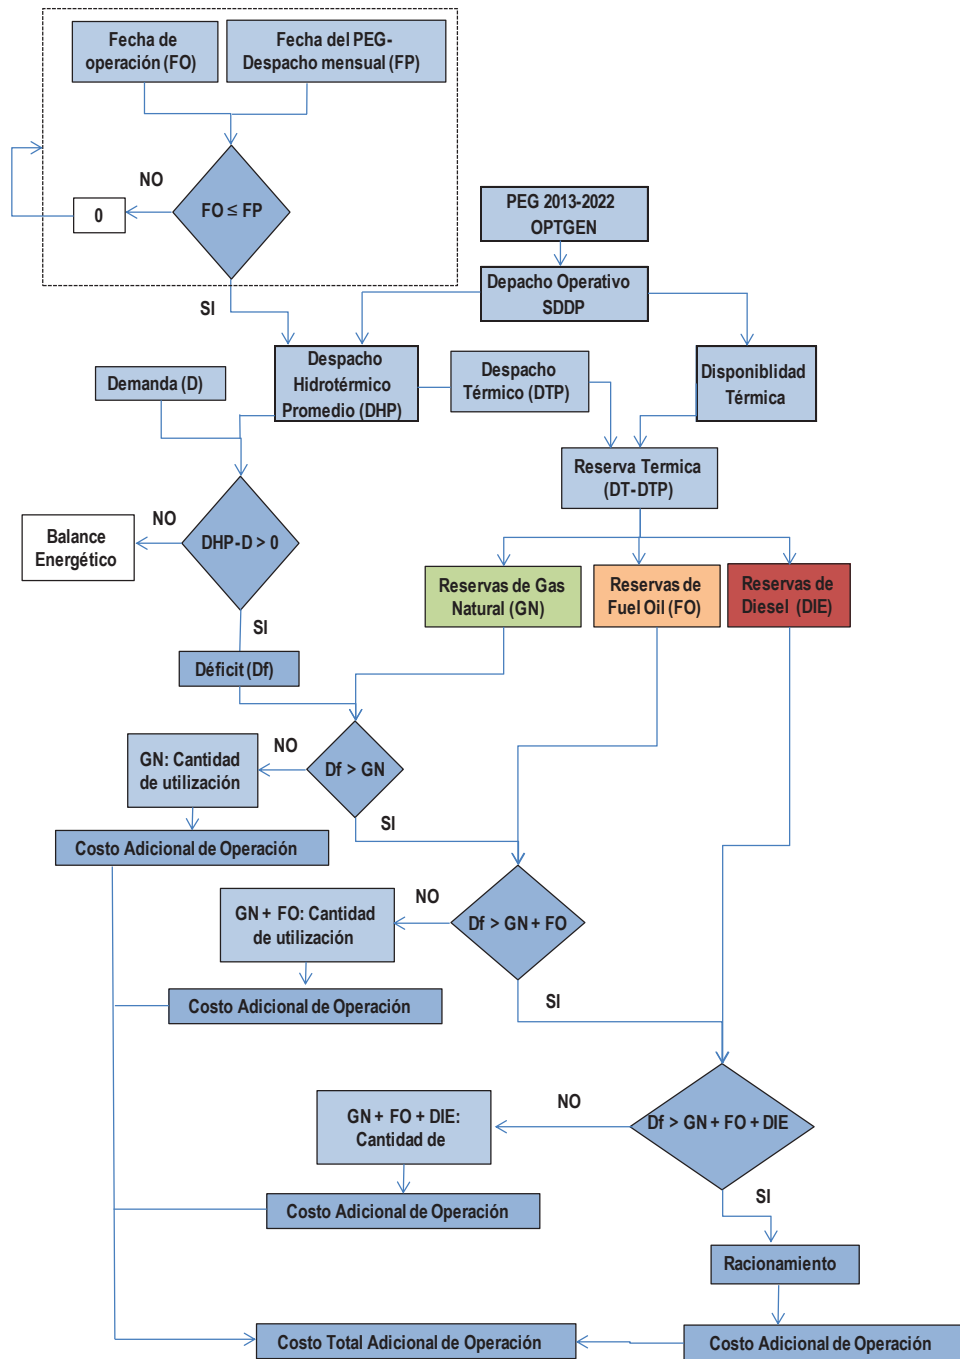 Fecha de
operación (FO)
Fecha del PEG-
Despacho mensual (FP)
NO
0
FO ≤ FP
SI
PEG 2013-2022
OPTGEN
Depacho Operativo
SDDP
Demanda (D)
Despacho
Hidrotérmico
Promedio (DHP)
Despacho
Térmico (DTP)
Disponiblidad
Térmica
Reserva Termica
(DT-DTP)
NO
Balance
Energético
DHP-D > 0
SI
Reservas de Gas
Natural (GN)
Reservas de
Fuel Oil (FO)
Reservas de
Diesel (DIE)
Déficit (Df)
GN: Cantidad
de utilización
NO
Df > GN
SI
Costo Adicional de Operación
GN + FO: Cantidad
de utilización
NO
Df > GN + FO
SI
Costo Adicional de Operación
GN + FO + DIE:
Cantidad de
NO
Df > GN + FO + DIE
SI
Costo Adicional de Operación
Racionamiento
Costo Total Adicional de Operación
Costo Adicional de Operación